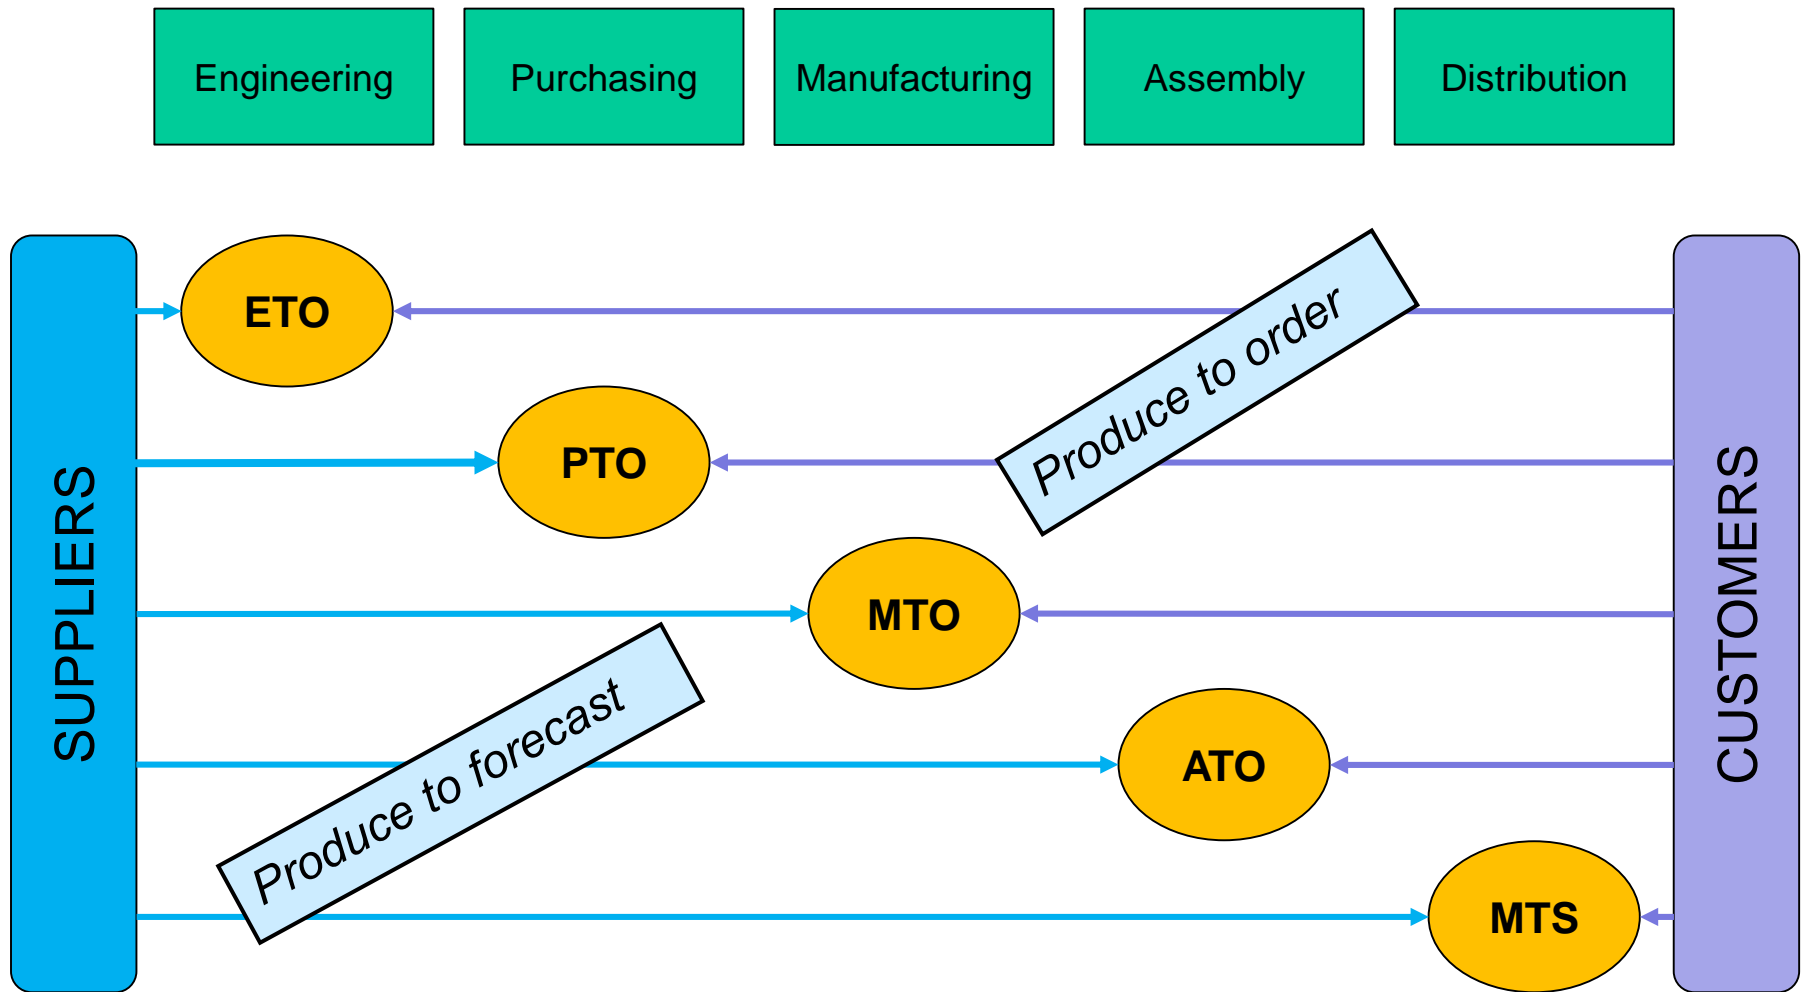 Engineering
Purchasing
Manufacturing
Assembly
Distribution
SUPPLIERS
CUSTOMERS
ETO
Produce to order
PTO
MTO
Produce to forecast
ATO
MTS